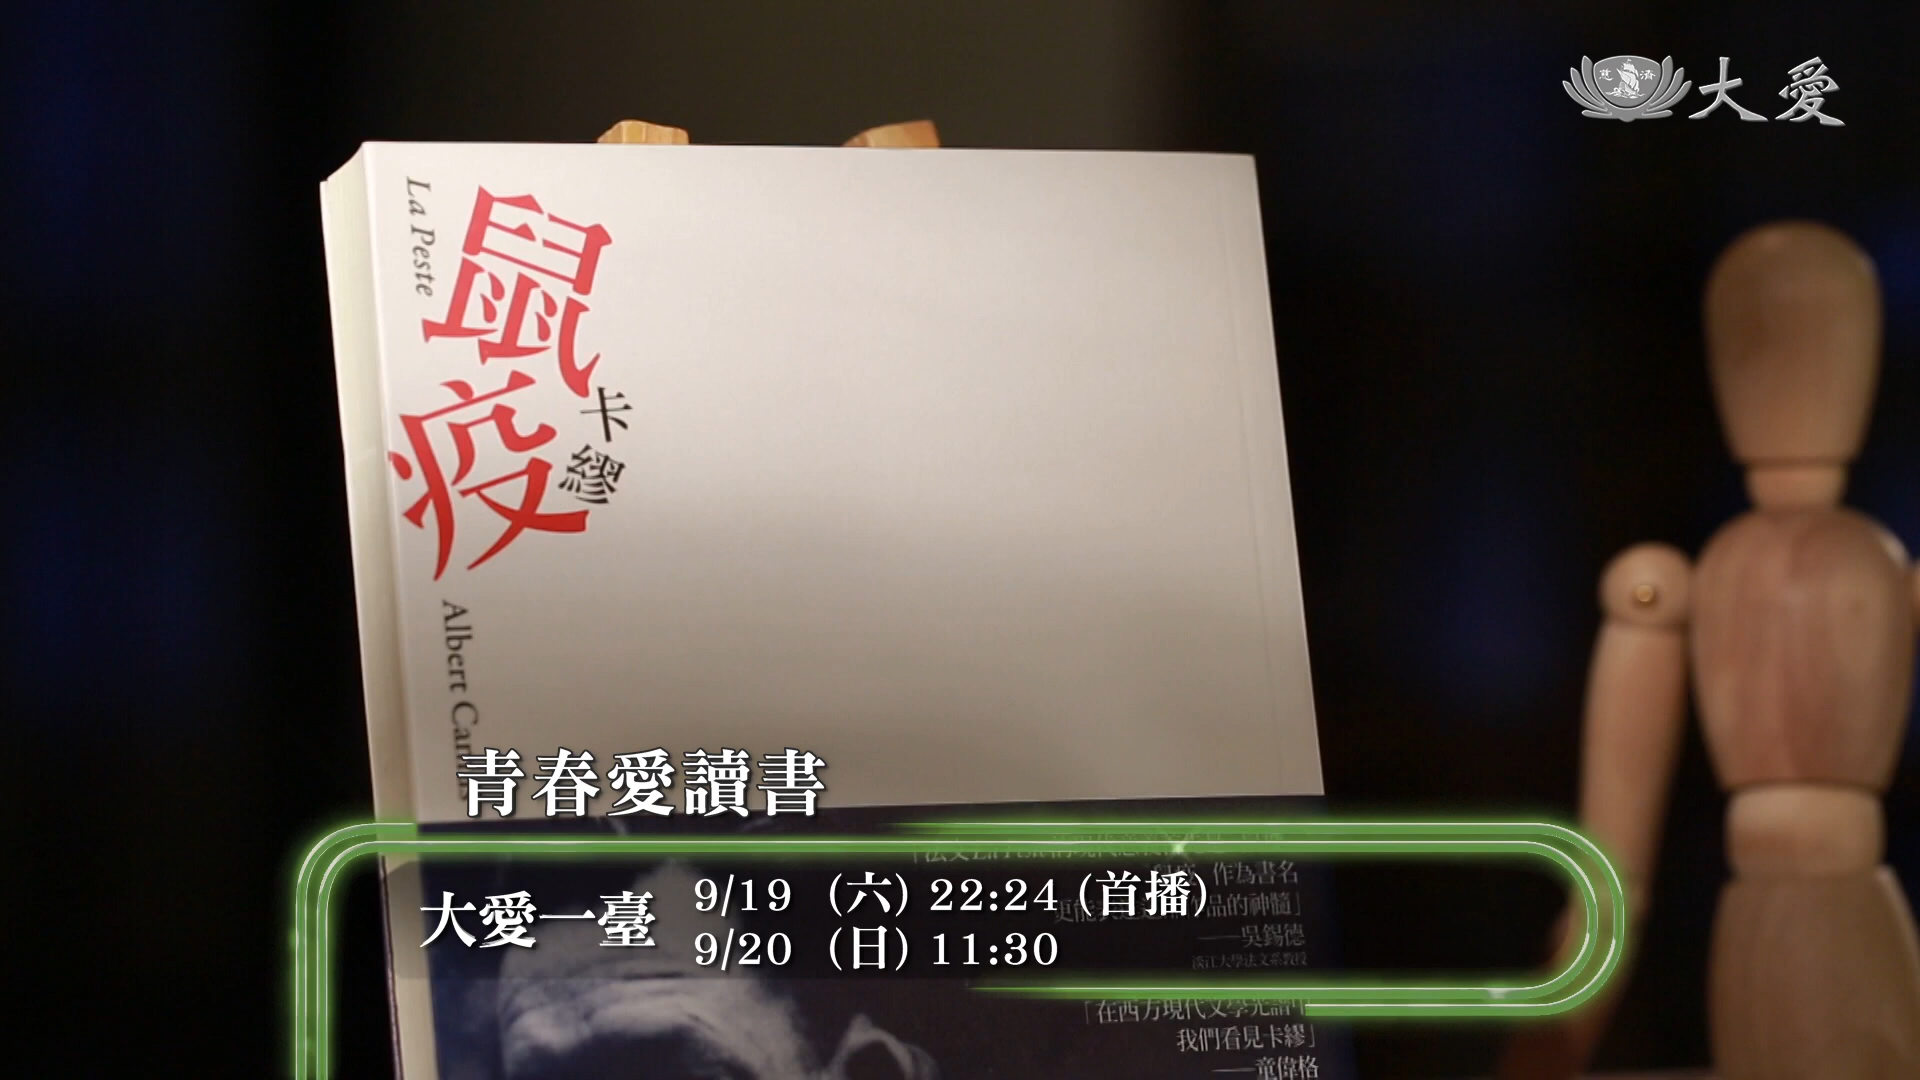 慈濟 大愛
La Peste
鼠疫
卡繆
Albert Camus
青春愛讀書
大愛一臺
9/19 (六) 22:24 (首播)
9/20 (日) 11:30
作為書名
品的神髓」
——吳錫德
淡江大學法文系教授
「在西方現代文學光譜中
我們看見卡繆」
——童偉格